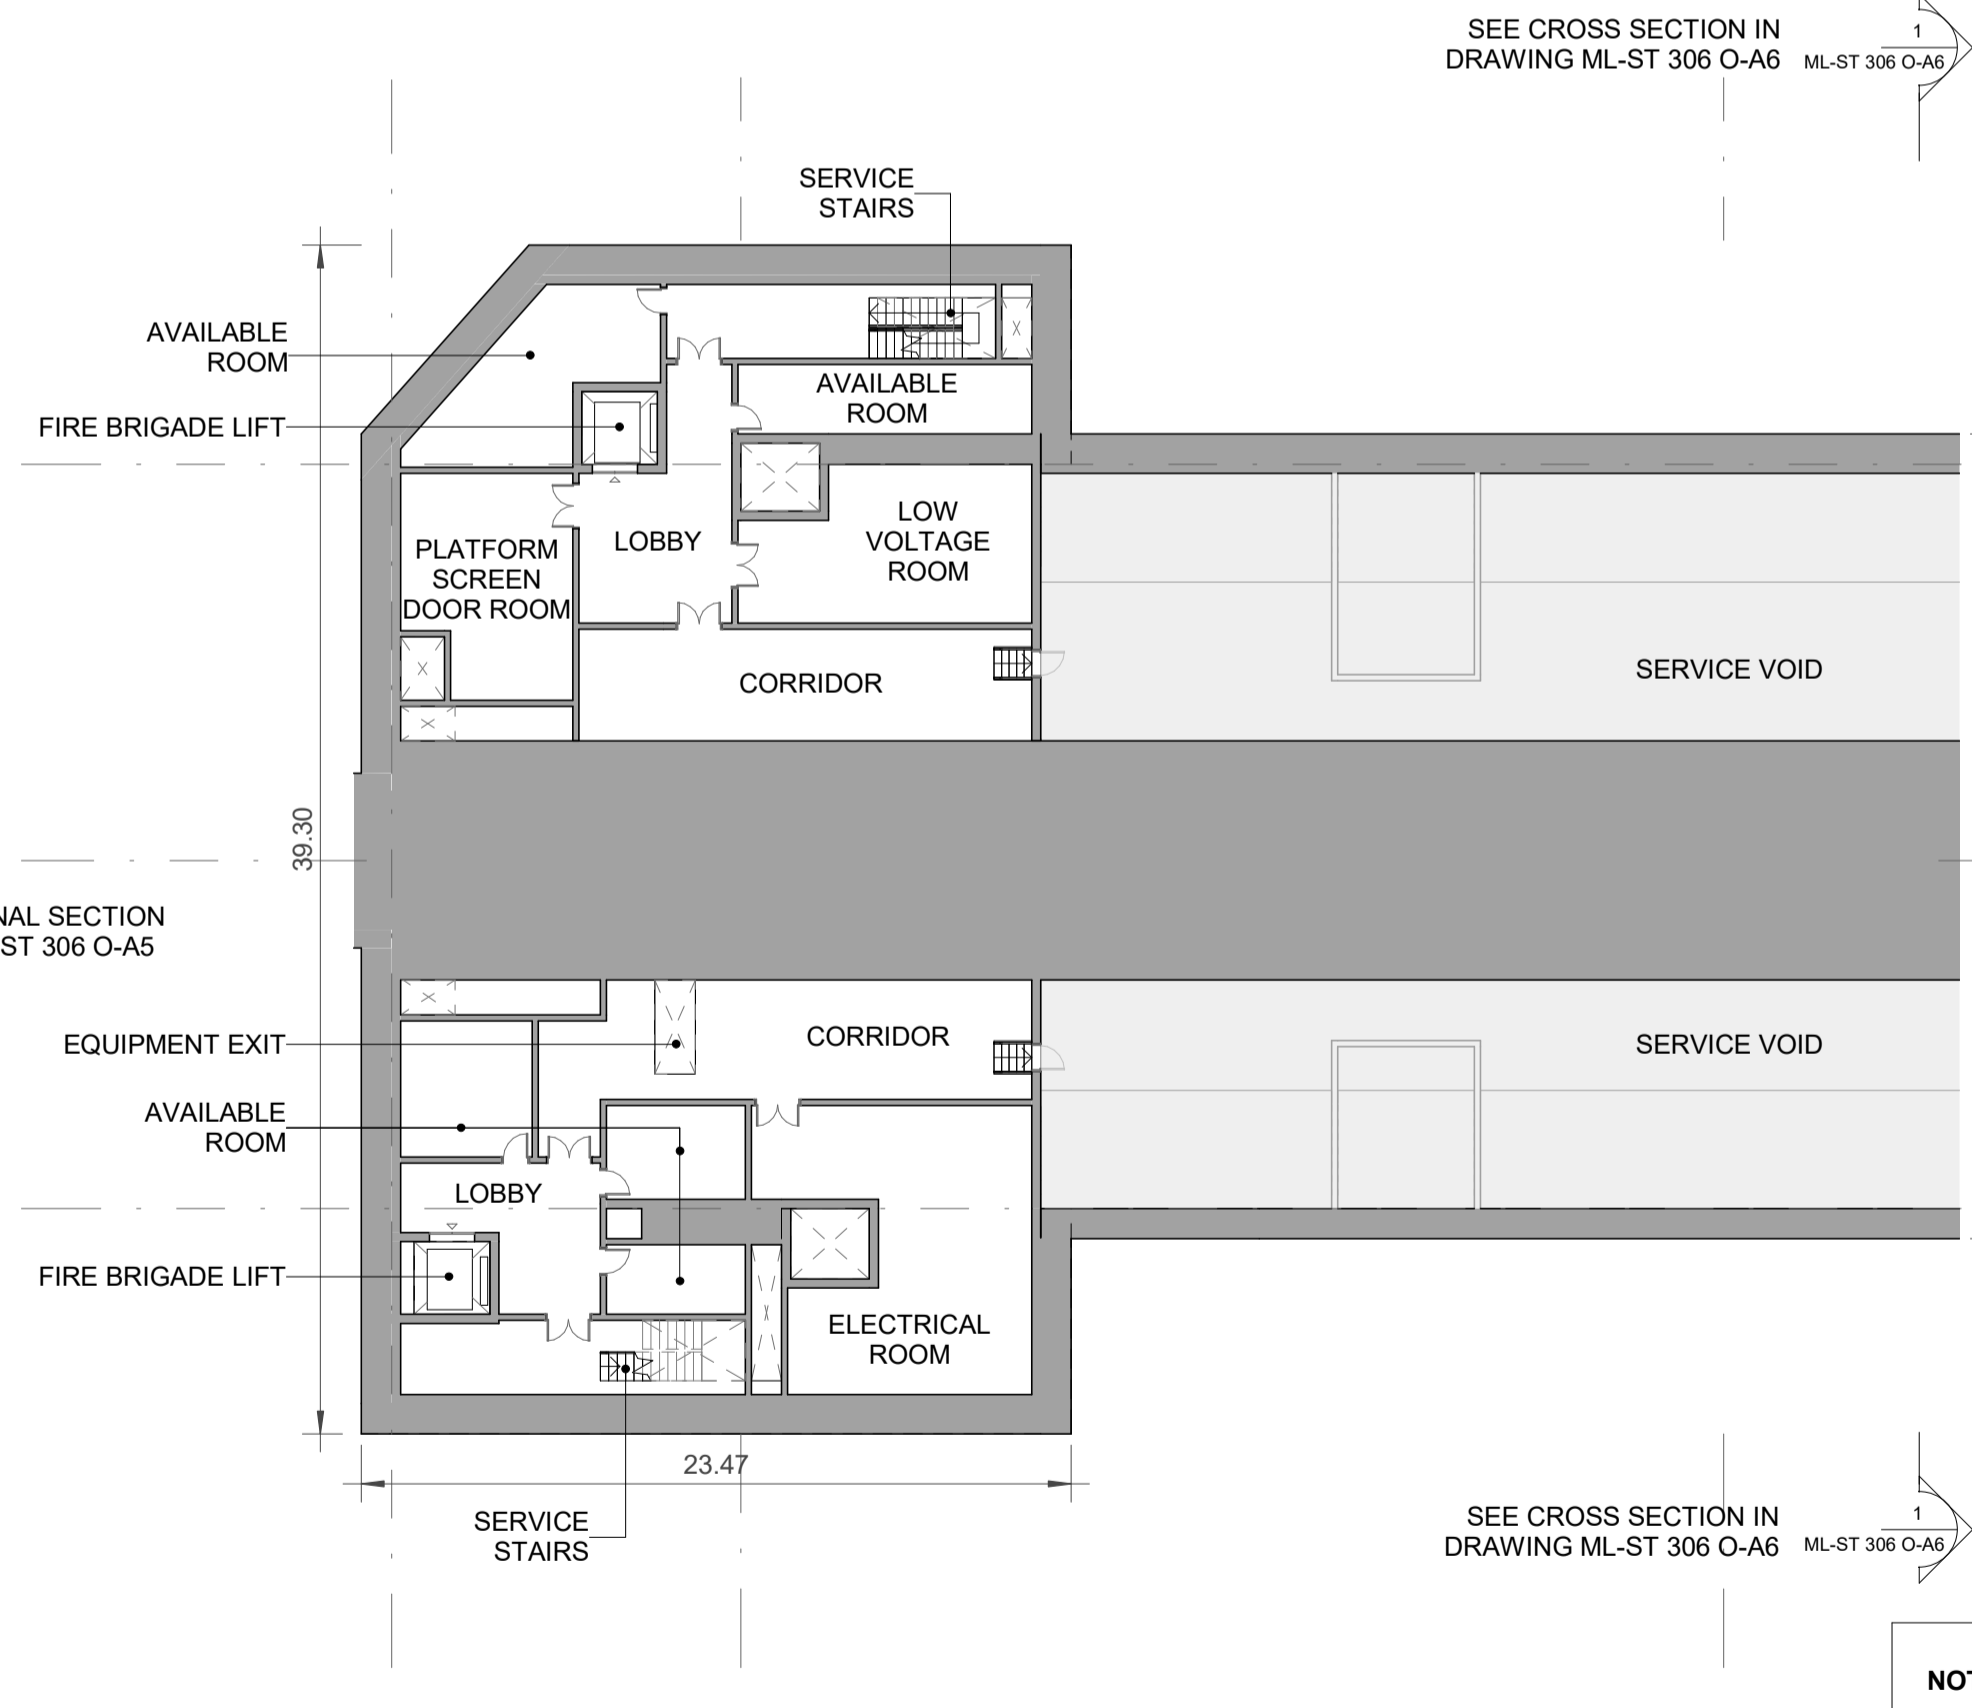 SEE CROSS SECTION IN
DRAWING ML-ST 306 O-A6
1
ML-ST 306 O-A6
SERVICE
STAIRS
AVAILABLE
ROOM
FIRE BRIGADE LIFT
AVAILABLE
ROOM
PLATFORM
SCREEN
DOOR ROOM
LOBBY
LOW
VOLTAGE
ROOM
CORRIDOR
SERVICE VOID
39.30
NAL SECTION
ST 306 O-A5
EQUIPMENT EXIT
CORRIDOR
SERVICE VOID
AVAILABLE
ROOM
LOBBY
FIRE BRIGADE LIFT
ELECTRICAL
ROOM
23.47
SERVICE
STAIRS
SEE CROSS SECTION IN
DRAWING ML-ST 306 O-A6
1
ML-ST 306 O-A6
NOT